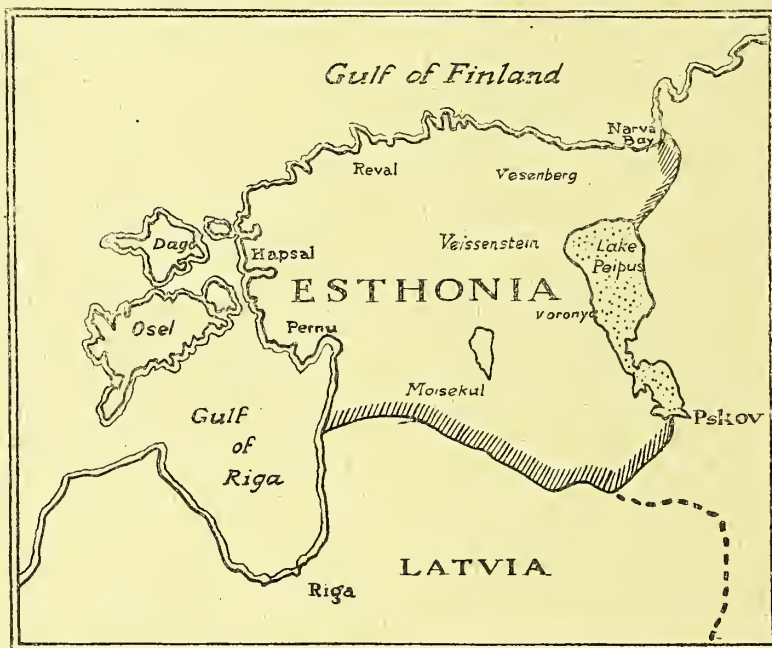 Gulf of Finland
Narva
Bay
Reval
Vesenberg
Dago
Hapsal
Veissenstein
Lake
Peipus
ESTHONIA
Voronya
Osel
Pernu
Moisekul
Gulf
of
Riga
Pskov
LATVIA
Riga